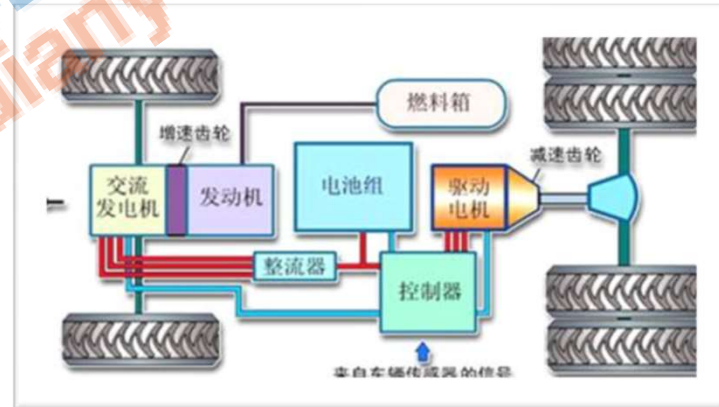 diany
燃料箱
增速齿轮
减速齿轮
交流
发电机
发动机
电池组
驱动
电机
整流器
控制器
来自车辆传感器的信号